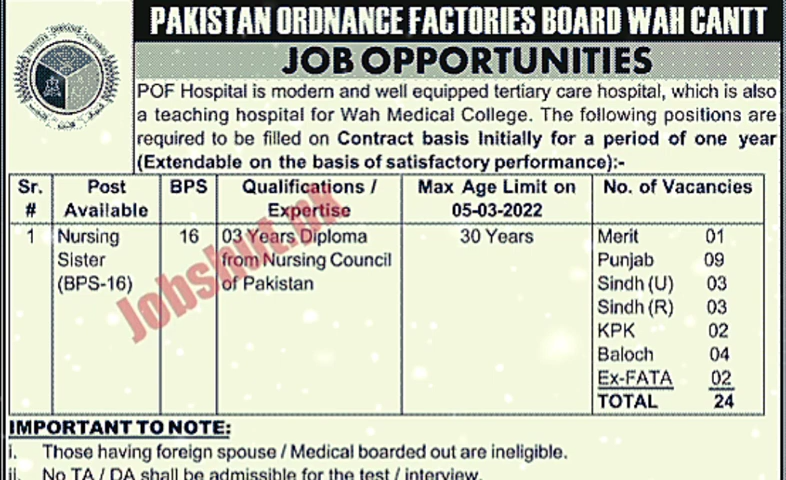 PAKISTAN ORDNANCE FACTORIES BOARD WAH CANTT
JOB OPPORTUNITIES
POF Hospital is modern and well equipped tertiary care hospital, which is also
a teaching hospital for Wah Medical College. The following positions are
required to be filled on Contract basis Initially for a period of one year
(Extendable on the basis of satisfactory performance):-
Sr. # Post Available BPS Qualifications / Expertise Max Age Limit on 05-03-2022 No. of Vacancies
1 Nursing Sister (BPS-16) 16 03 Years Diploma from Nursing Council of Pakistan 30 Years
Merit 01
Punjab 09
Sindh (U) 03
Sindh (R) 03
KPK 02
Baloch 04
Ex-FATA 02
TOTAL 24
Jobshut.pk
IMPORTANT TO NOTE:
i. Those having foreign spouse / Medical boarded out are ineligible.
ii. No TA / DA shall be admissible for the test / interview.